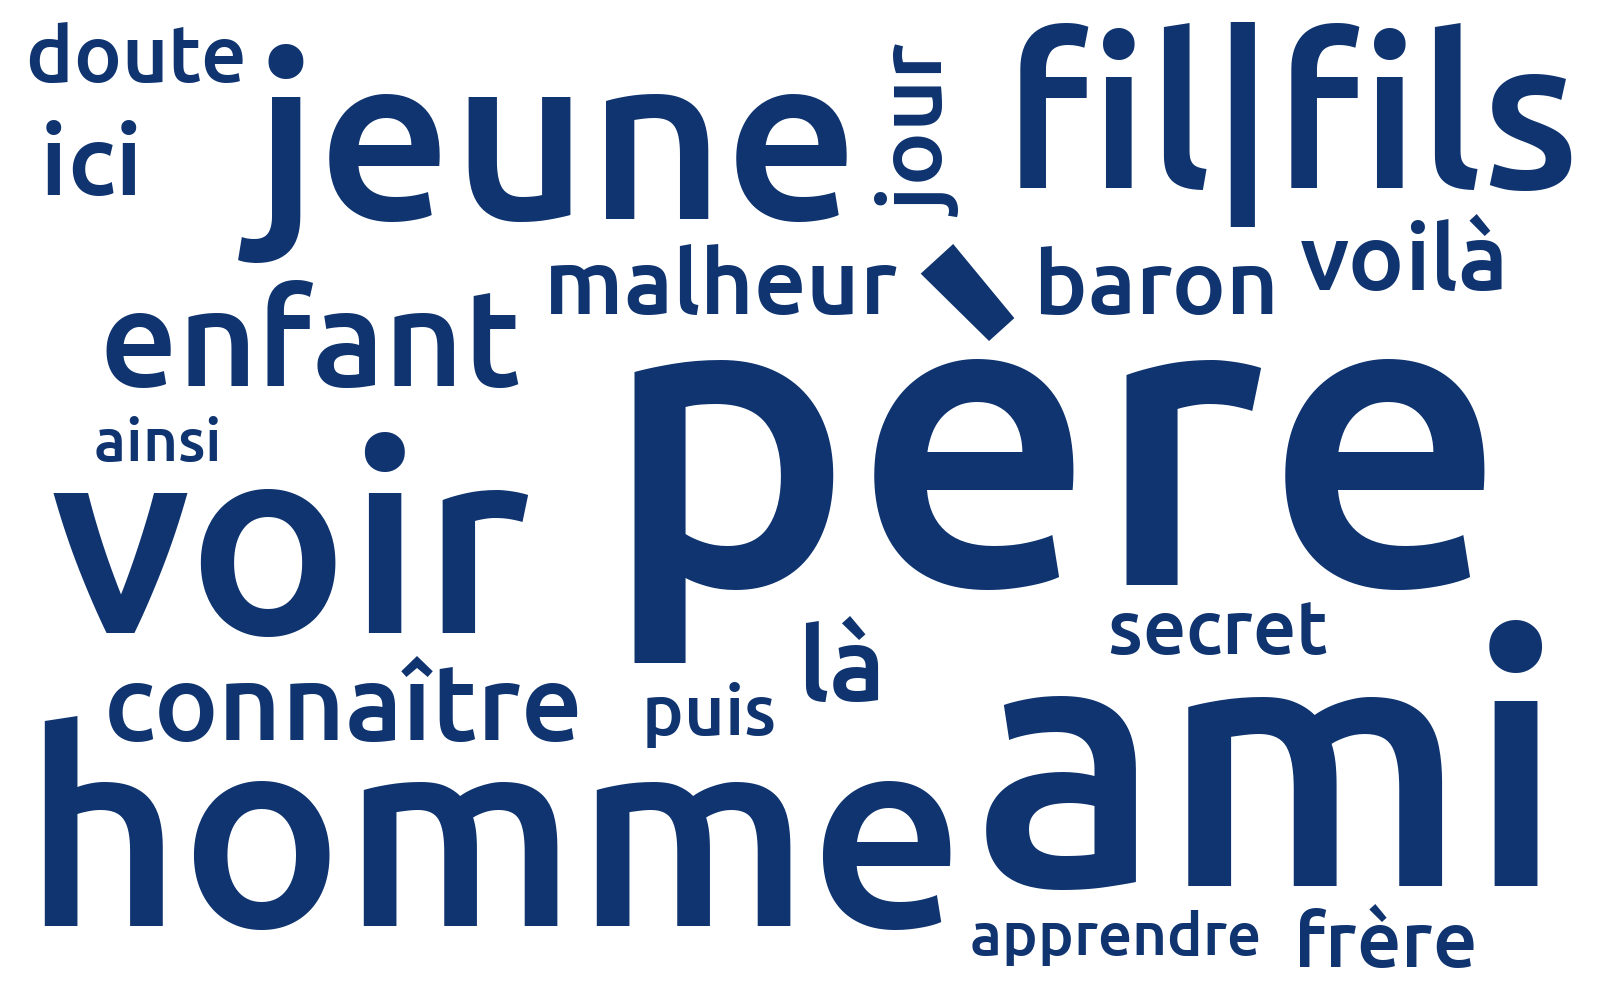 doute
jeune
jour
fil|fils
ici
malheur
baron
voilà
enfant
père
ainsi
voir
secret
connaître
puis
là
ami
homme
apprendre
frère